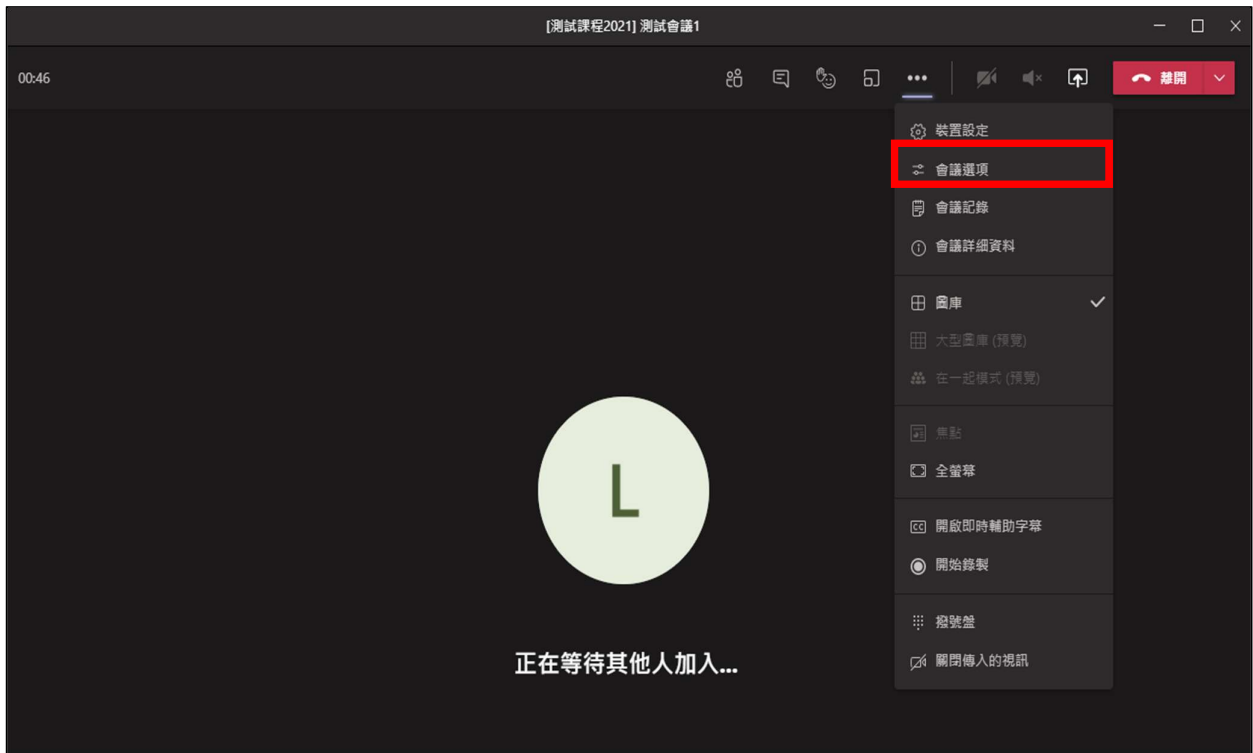 [測試課程2021] 測試會議1
00:46
離開
裝置設定
會議選項
會議記錄
會議詳細資料
圖庫
大型圖庫 (預覽)
在一起模式 (預覽)
焦點
全螢幕
CC 開啟即時輔助字幕
開始錄製
撥號盤
關閉傳入的視訊
L
正在等待其他人加入...